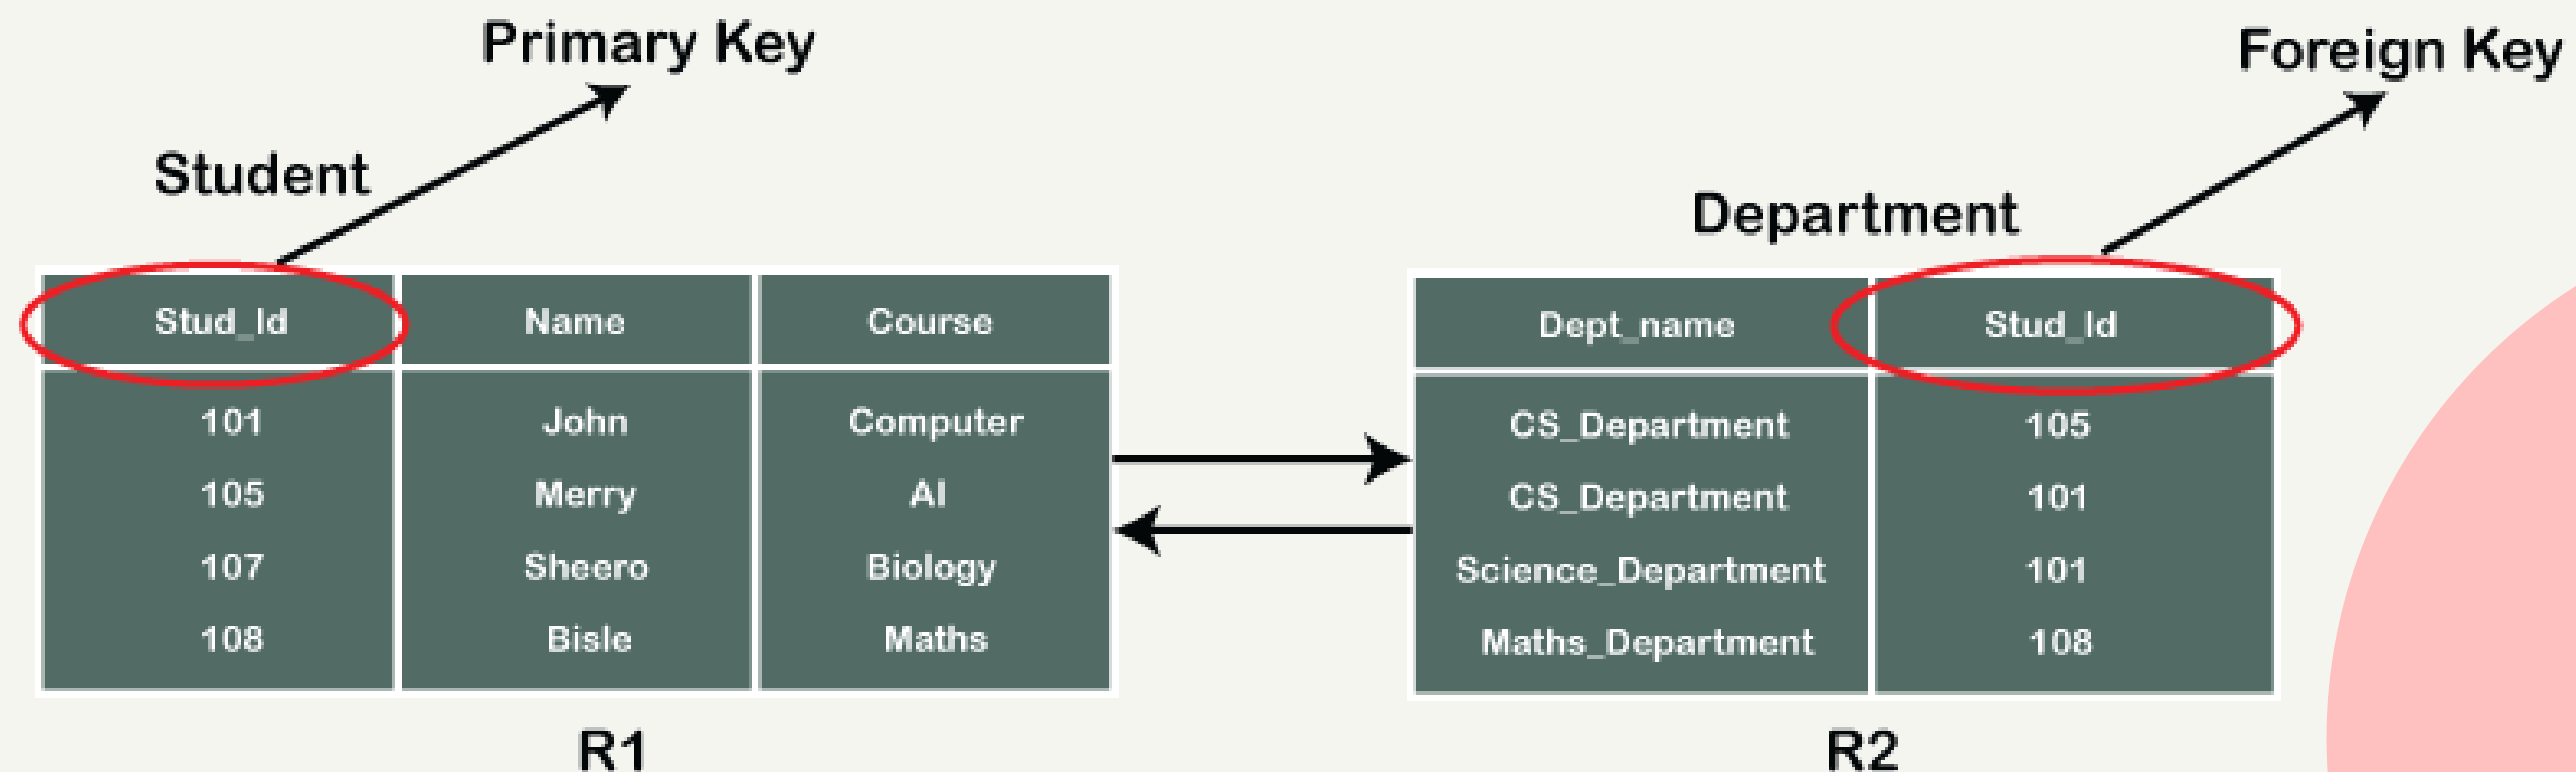 Primary Key
Foreign Key
Student
Department
Stud_Id Name Course
101 John Computer
105 Merry AI
107 Sheero Biology
108 Bisle Maths
R1
Dept_name Stud_Id
CS_Department 105
CS_Department 101
Science_Department 101
Maths_Department 108
R2